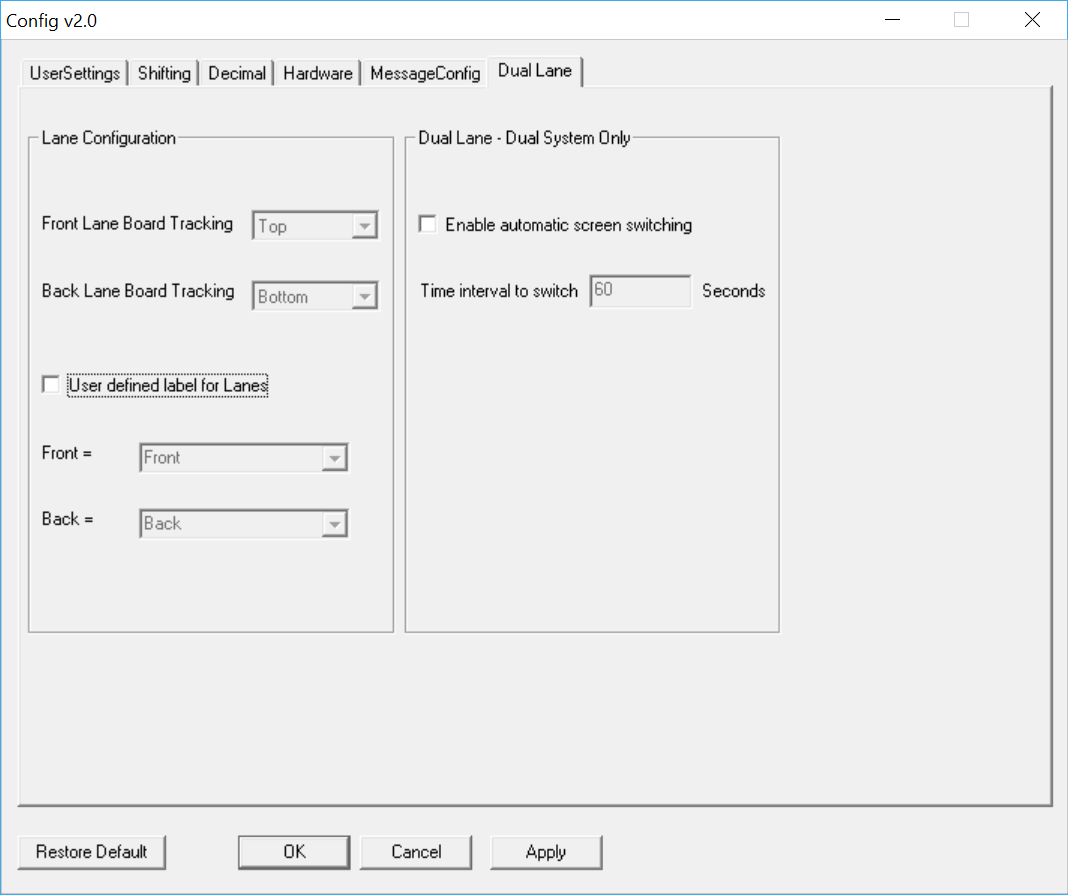 Config v2.0
UserSettings Shifting Decimal Hardware MessageConfig Dual Lane
Lane Configuration
Front Lane Board Tracking Top
Back Lane Board Tracking Bottom
User defined label for Lanes
Front = Front
Back = Back
Dual Lane - Dual System Only
Enable automatic screen switching
Time interval to switch 60 Seconds
Restore Default OK Cancel Apply